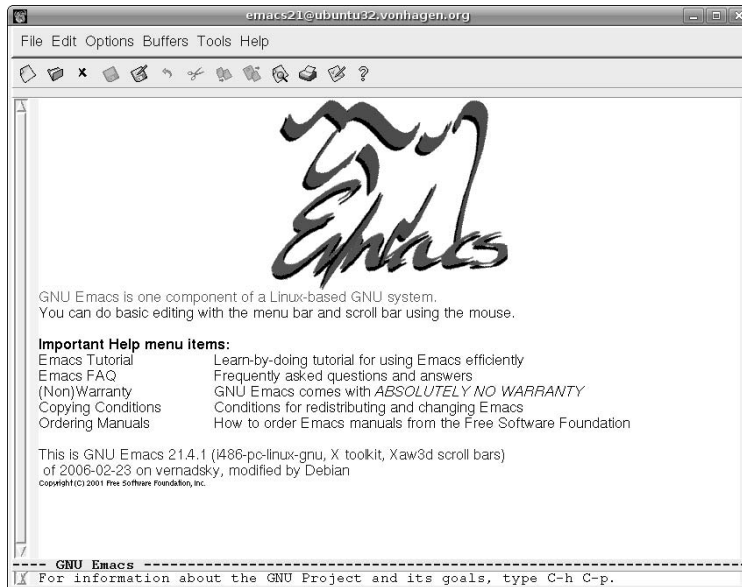 emacs21@ubuntu32.vonhagen.org
File Edit Options Buffers Tools Help
Emacs
GNU Emacs is one component of a Linux-based GNU system.
You can do basic editing with the menu bar and scroll bar using the mouse.
Important Help menu items:
Emacs Tutorial Learn-by-doing tutorial for using Emacs efficiently
Emacs FAQ Frequently asked questions and answers
(Non)Warranty GNU Emacs comes with ABSOLUTELY NO WARRANTY
Copying Conditions Conditions for redistributing and changing Emacs
Ordering Manuals How to order Emacs manuals from the Free Software Foundation
This is GNU Emacs 21.4.1 (i486-pc-linux-gnu, X toolkit, Xaw3d scroll bars)
of 2006-02-23 on vernadsky, modified by Debian
Copyright (C) 2001 Free Software Foundation, Inc.
---- GNU Emacs ----------------------------------------------------------------
For information about the GNU Project and its goals, type C-h C-p.